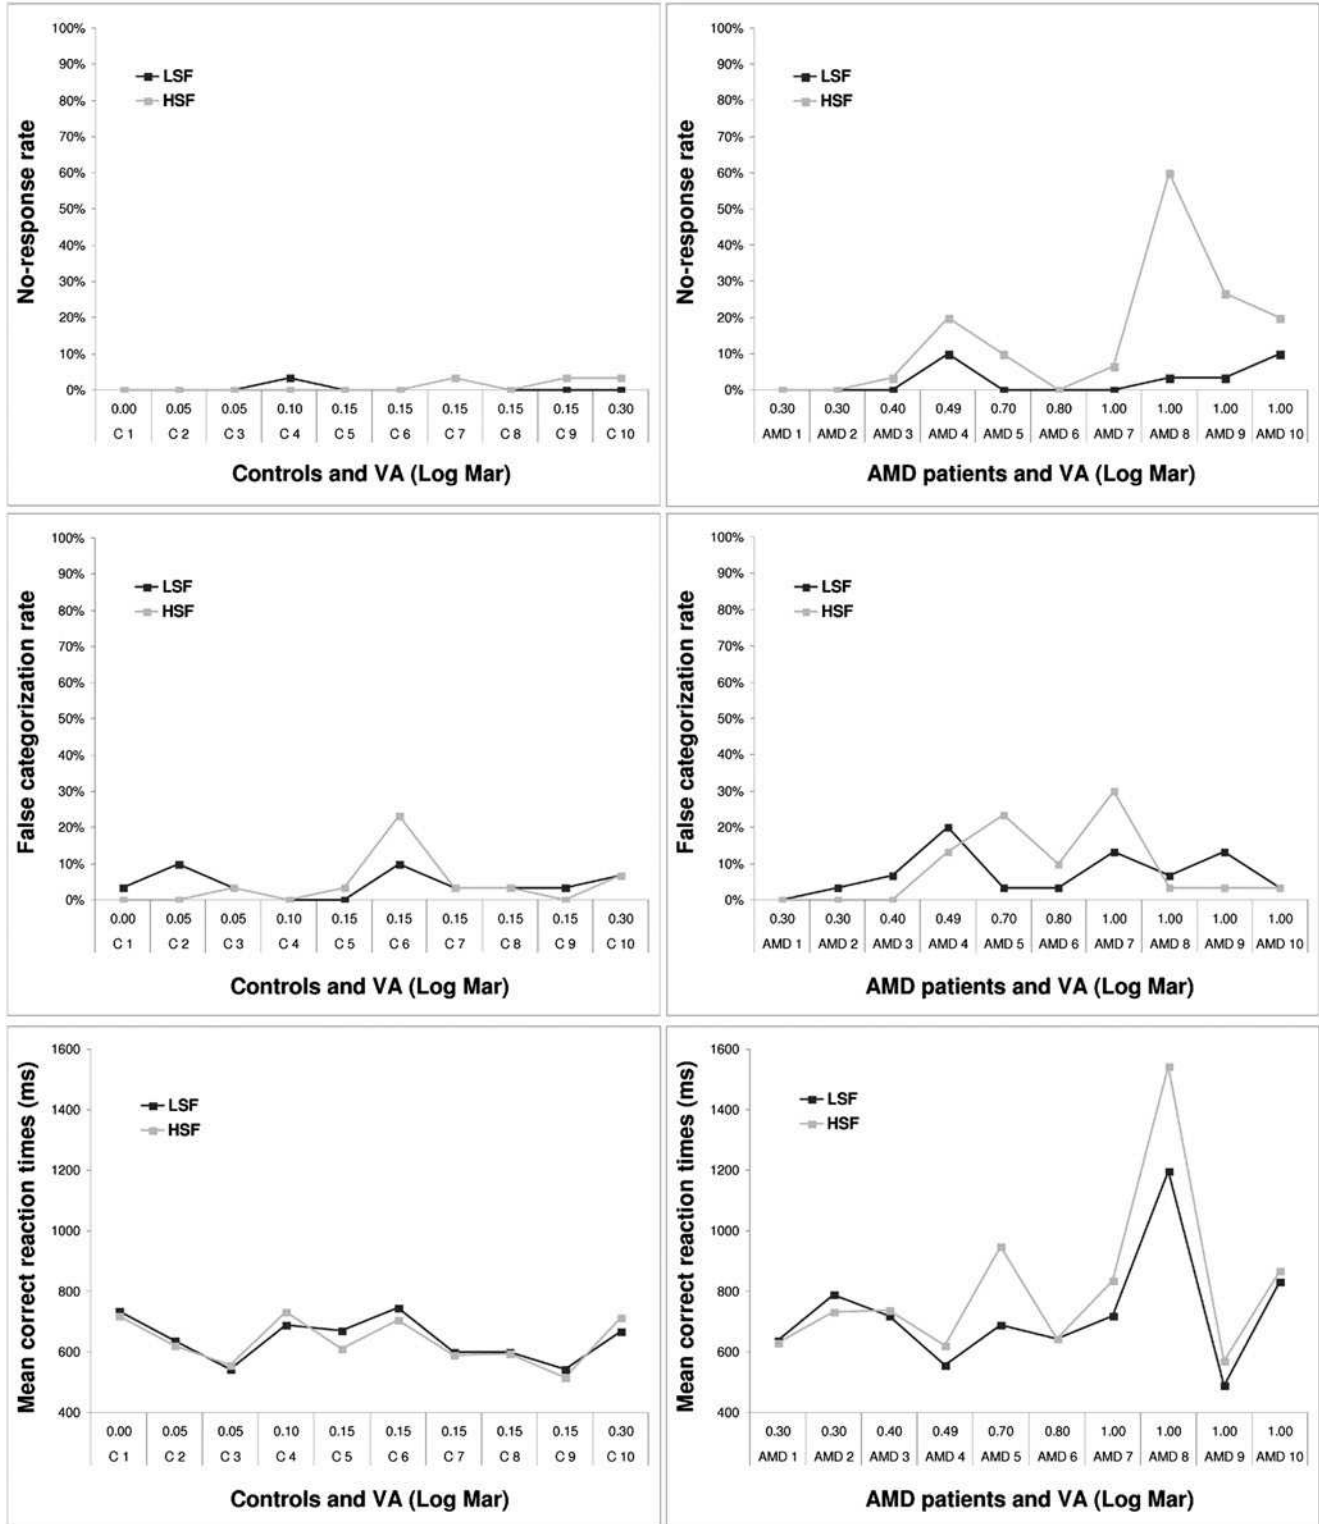 100%
90%
80%
70%
60%
50%
40%
30%
20%
10%
0%
No-response rate
LSF
HSF
0.00 0.05 0.05 0.10 0.15 0.15 0.15 0.15 0.15 0.30
C 1 C 2 C 3 C 4 C 5 C 6 C 7 C 8 C 9 C 10
Controls and VA (Log Mar)
100%
90%
80%
70%
60%
50%
40%
30%
20%
10%
0%
No-response rate
LSF
HSF
0.30 0.30 0.40 0.49 0.70 0.80 1.00 1.00 1.00 1.00
AMD 1 AMD 2 AMD 3 AMD 4 AMD 5 AMD 6 AMD 7 AMD 8 AMD 9 AMD 10
AMD patients and VA (Log Mar)
100%
90%
80%
70%
60%
50%
40%
30%
20%
10%
0%
False categorization rate
LSF
HSF
0.00 0.05 0.05 0.10 0.15 0.15 0.15 0.15 0.15 0.30
C 1 C 2 C 3 C 4 C 5 C 6 C 7 C 8 C 9 C 10
Controls and VA (Log Mar)
100%
90%
80%
70%
60%
50%
40%
30%
20%
10%
0%
False categorization rate
LSF
HSF
0.30 0.30 0.40 0.49 0.70 0.80 1.00 1.00 1.00 1.00
AMD 1 AMD 2 AMD 3 AMD 4 AMD 5 AMD 6 AMD 7 AMD 8 AMD 9 AMD 10
AMD patients and VA (Log Mar)
1600
1400
1200
1000
800
600
400
Mean correct reaction times (ms)
LSF
HSF
0.00 0.05 0.05 0.10 0.15 0.15 0.15 0.15 0.15 0.30
C 1 C 2 C 3 C 4 C 5 C 6 C 7 C 8 C 9 C 10
Controls and VA (Log Mar)
1600
1400
1200
1000
800
600
400
Mean correct reaction times (ms)
LSF
HSF
0.30 0.30 0.40 0.49 0.70 0.80 1.00 1.00 1.00 1.00
AMD 1 AMD 2 AMD 3 AMD 4 AMD 5 AMD 6 AMD 7 AMD 8 AMD 9 AMD 10
AMD patients and VA (Log Mar)